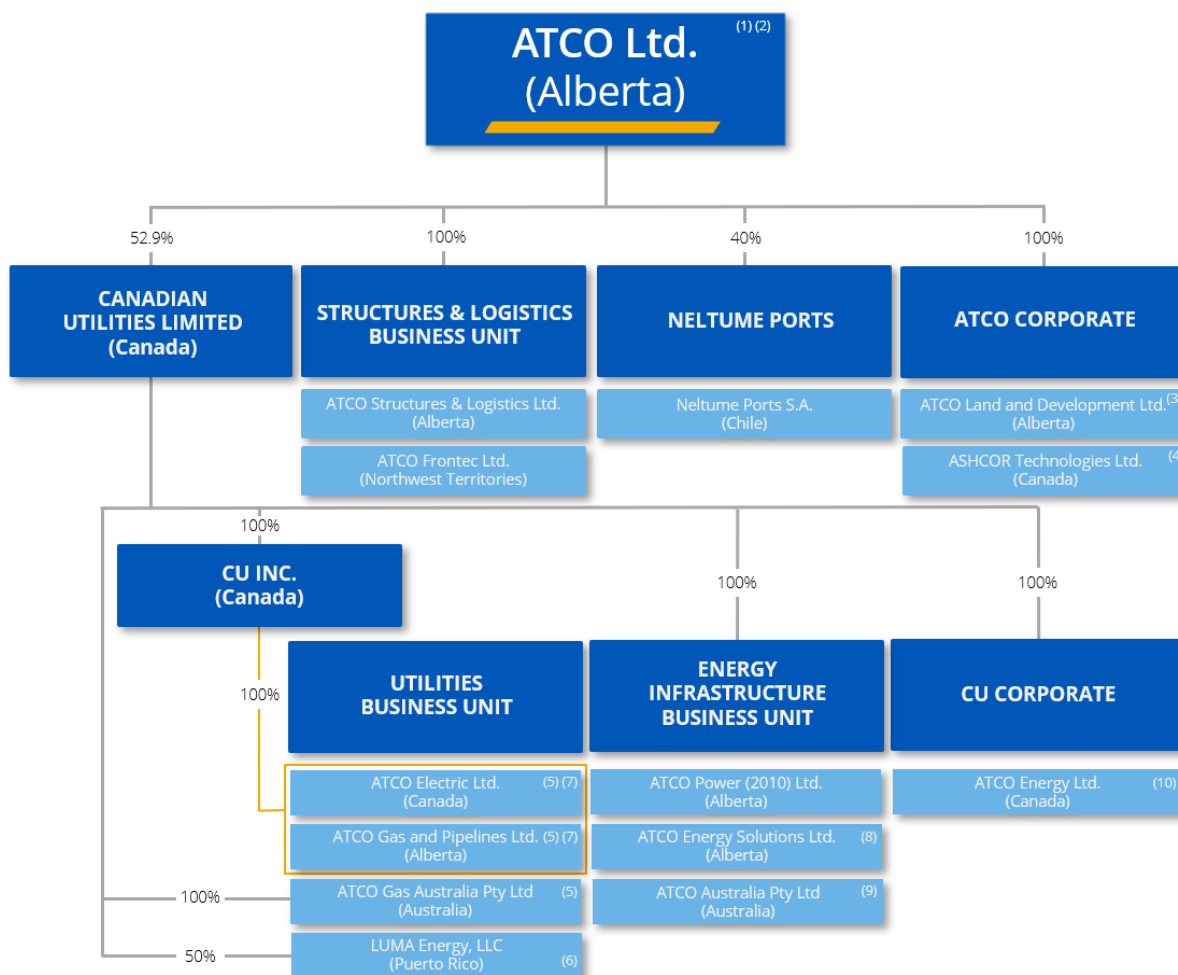 ATCO Ltd. (1) (2)
(Alberta)
52.9%
100%
40%
100%
CANADIAN
UTILITIES LIMITED
(Canada)
STRUCTURES & LOGISTICS
BUSINESS UNIT
NELTUME PORTS
ATCO CORPORATE
ATCO Structures & Logistics Ltd.
(Alberta)
ATCO Frontec Ltd.
(Northwest Territories)
Neltume Ports S.A.
(Chile)
ATCO Land and Development Ltd. (3
(Alberta)
ASHCOR Technologies Ltd. (4
(Canada)
100%
CU INC.
(Canada)
100%
100%
100%
UTILITIES
BUSINESS UNIT
ENERGY
INFRASTRUCTURE
BUSINESS UNIT
CU CORPORATE
ATCO Electric Ltd. (5) (7)
(Canada)
ATCO Gas and Pipelines Ltd. (5) (7)
(Alberta)
100%
ATCO Gas Australia Pty Ltd (5)
(Australia)
50%
LUMA Energy, LLC
(Puerto Rico) (6)
ATCO Power (2010) Ltd.
(Alberta)
ATCO Energy Solutions Ltd. (8)
(Alberta)
ATCO Australia Pty Ltd (9)
(Australia)
ATCO Energy Ltd. (10)
(Canada)